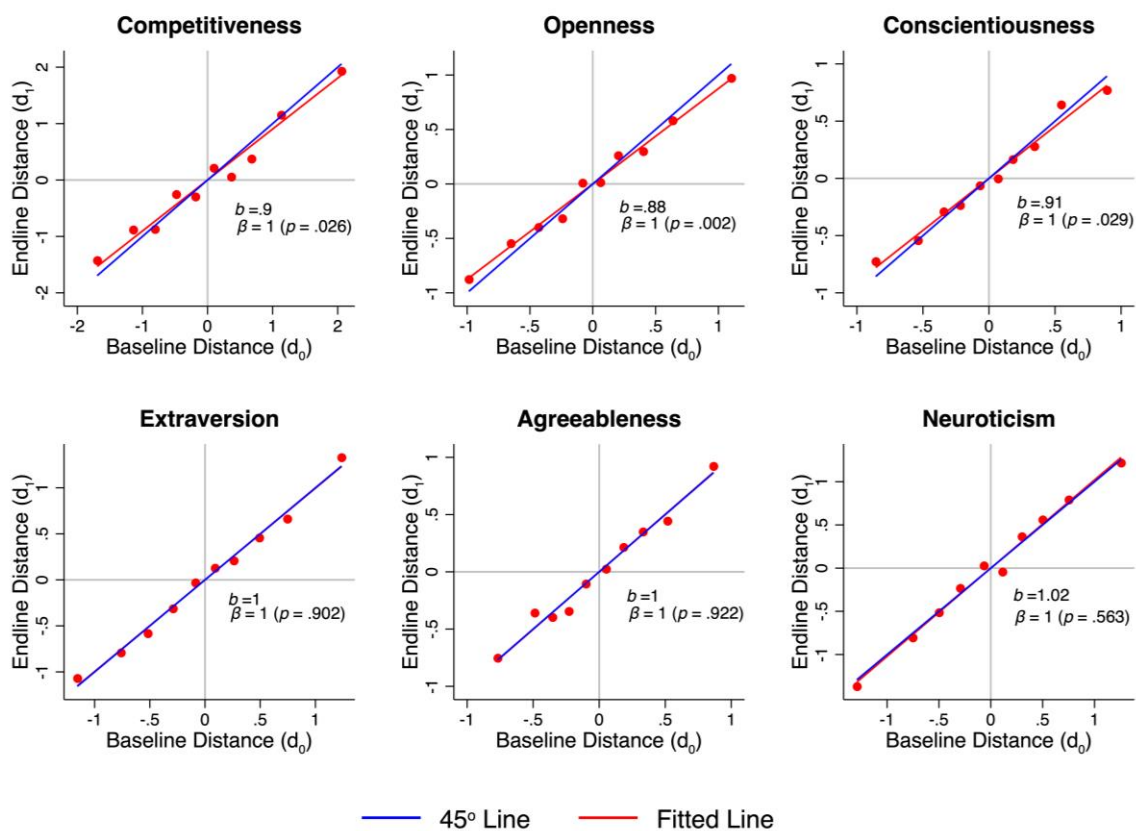 Competitiveness
Endline Distance (d1)
2
1
0
-1
-2
b =.9
β = 1 (p = .026)
-2 -1 0 1 2
Baseline Distance (d0)
Openness
Endline Distance (d1)
1
.5
0
-.5
-1
b =.88
β = 1 (p = .002)
-1 -.5 0 .5 1
Baseline Distance (d0)
Conscientiousness
Endline Distance (d1)
1
.5
0
-.5
-1
b =.91
β = 1 (p = .029)
-1 -.5 0 .5 1
Baseline Distance (d0)
Extraversion
Endline Distance (d1)
1
.5
0
-.5
-1
b =1
β = 1 (p = .902)
-1 -.5 0 .5 1
Baseline Distance (d0)
Agreeableness
Endline Distance (d1)
1
.5
0
-.5
-1
b =1
β = 1 (p = .922)
-1 -.5 0 .5 1
Baseline Distance (d0)
Neuroticism
Endline Distance (d1)
1
.5
0
-.5
-1
b =1.02
β = 1 (p = .563)
-1 -.5 0 .5 1
Baseline Distance (d0)
45º Line Fitted Line